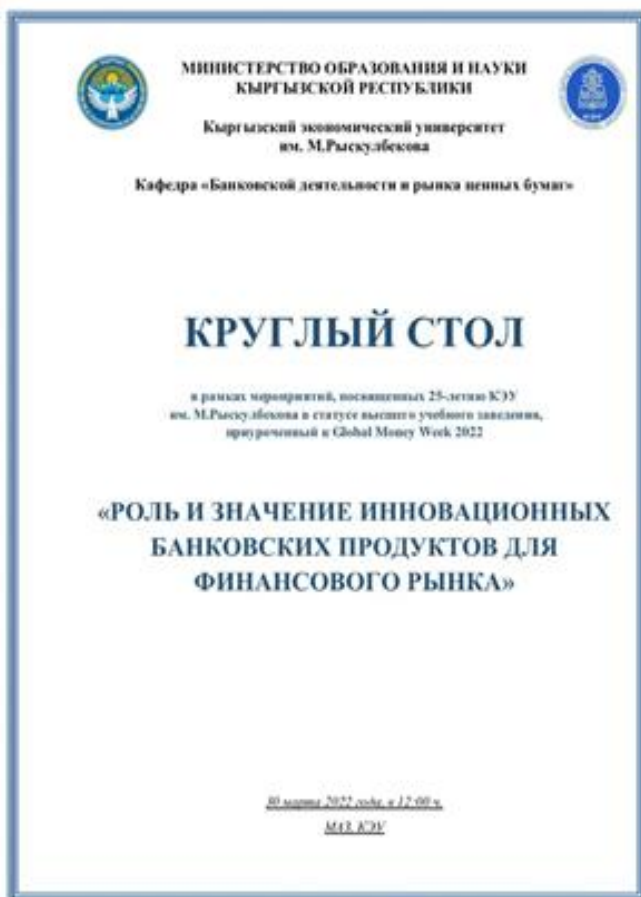 МИНИСТЕРСТВО ОБРАЗОВАНИЯ И НАУКИ
КЫРГЫЗСКОЙ РЕСПУБЛИКИ
Кыргызский экономический университет
им. М.Рыскулбекова
Кафедра «Банковской деятельности и рынка ценных бумаг»
КРУГЛЫЙ СТОЛ
в рамках мероприятий, посвященных 25-летию КЭУ
им. М.Рыскулбекова в статусе высшего учебного заведения,
приуроченный к Global Money Week 2022
«РОЛЬ И ЗНАЧЕНИЕ ИННОВАЦИОННЫХ
БАНКОВСКИХ ПРОДУКТОВ ДЛЯ
ФИНАНСОВОГО РЫНКА»
30 марта 2022 года, в 12:00 ч.
МАЗ, КЭУ